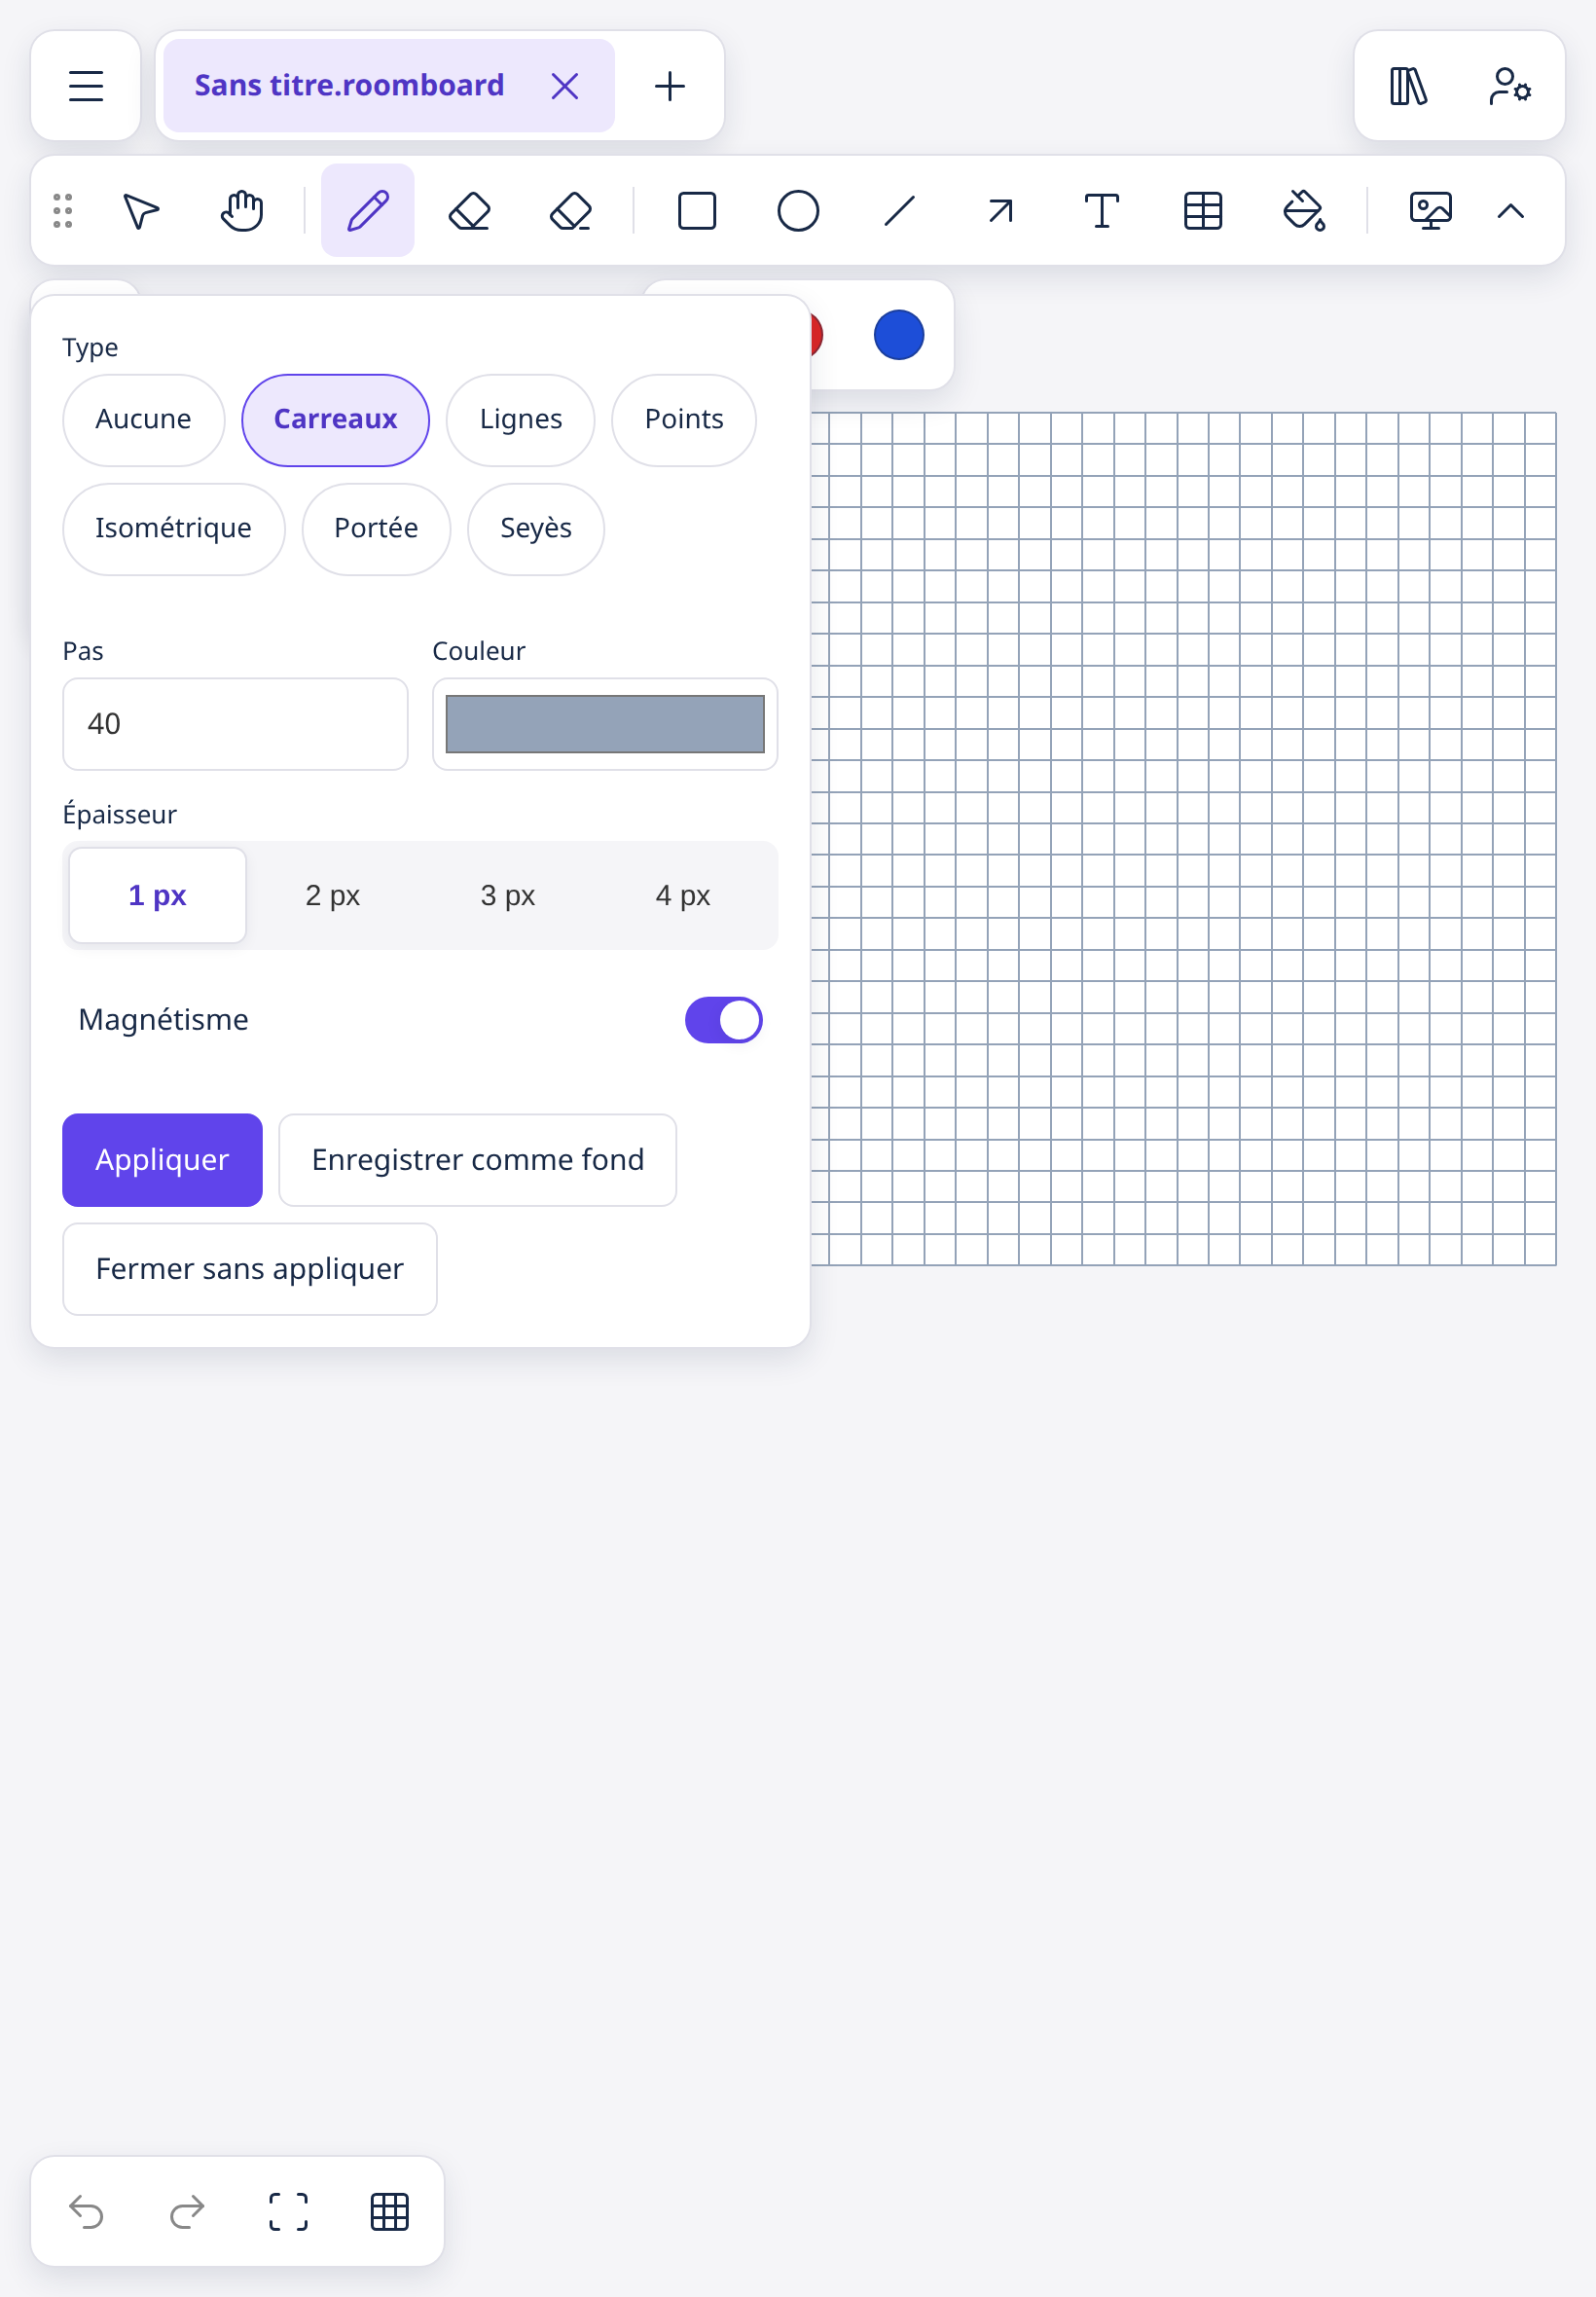 Sans titre.roomboard
Type
Aucune Carreaux Lignes Points
Isométrique Portée Seyès
Pas Couleur
40
Épaisseur
1 px 2 px 3 px 4 px
Magnétisme
Appliquer Enregistrer comme fond
Fermer sans appliquer